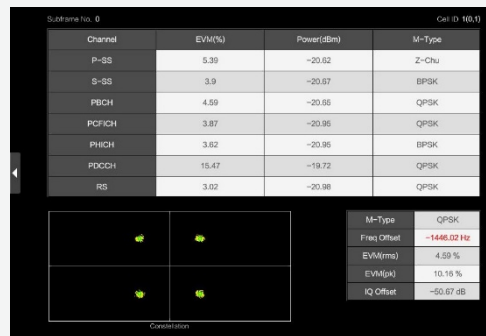 Subframe No. 0 Cell ID 1(0,1)
Channel EVM(%) Power(dBm) M-Type
P-SS 5.39 -20.62 Z-Chu
S-SS 3.9 -20.67 BPSK
PBCH 4.59 -20.65 QPSK
PCFICH 3.87 -20.95 QPSK
PHICH 3.62 -20.95 BPSK
PDCCH 15.47 -19.72 QPSK
RS 3.02 -20.98 QPSK
M-Type QPSK
Freq Offset -1446.02 Hz
EVM(rms) 4.59 %
EVM(pk) 10.16 %
IQ Offset -50.67 dB
Constellation